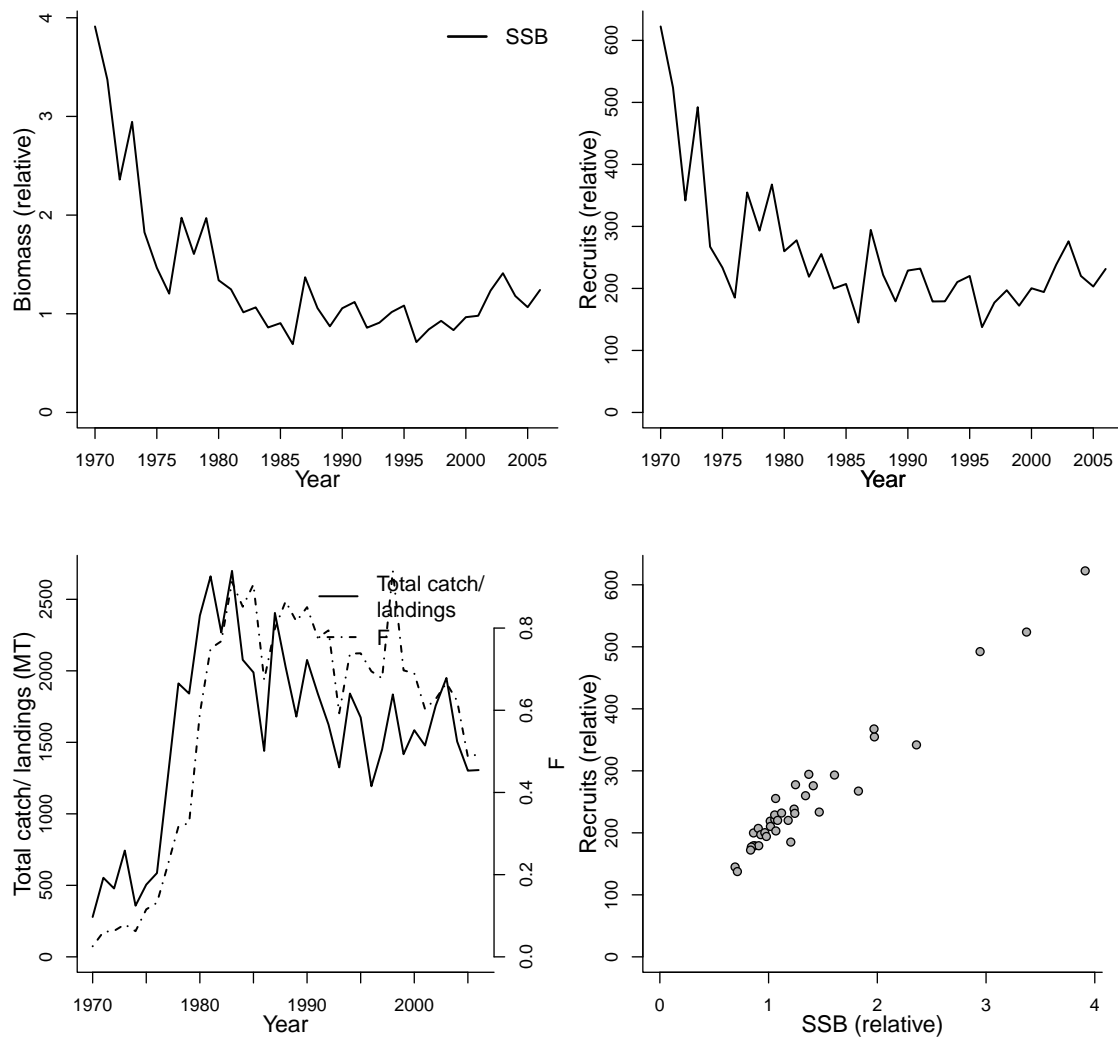 SSB
Biomass (relative)
0 1 2 3 4
1970 1975 1980 1985 1990 1995 2000 2005
Year
Recruits (relative)
0 100 200 300 400 500 600
1970 1975 1980 1985 1990 1995 2000 2005
Year
Total catch/
landings
F
Total catch/ landings (MT)
0 500 1000 1500 2000 2500
F
0.0 0.2 0.4 0.6 0.8
1970 1980 1990 2000
Year
Recruits (relative)
0 100 200 300 400 500 600
0 1 2 3 4
SSB (relative)